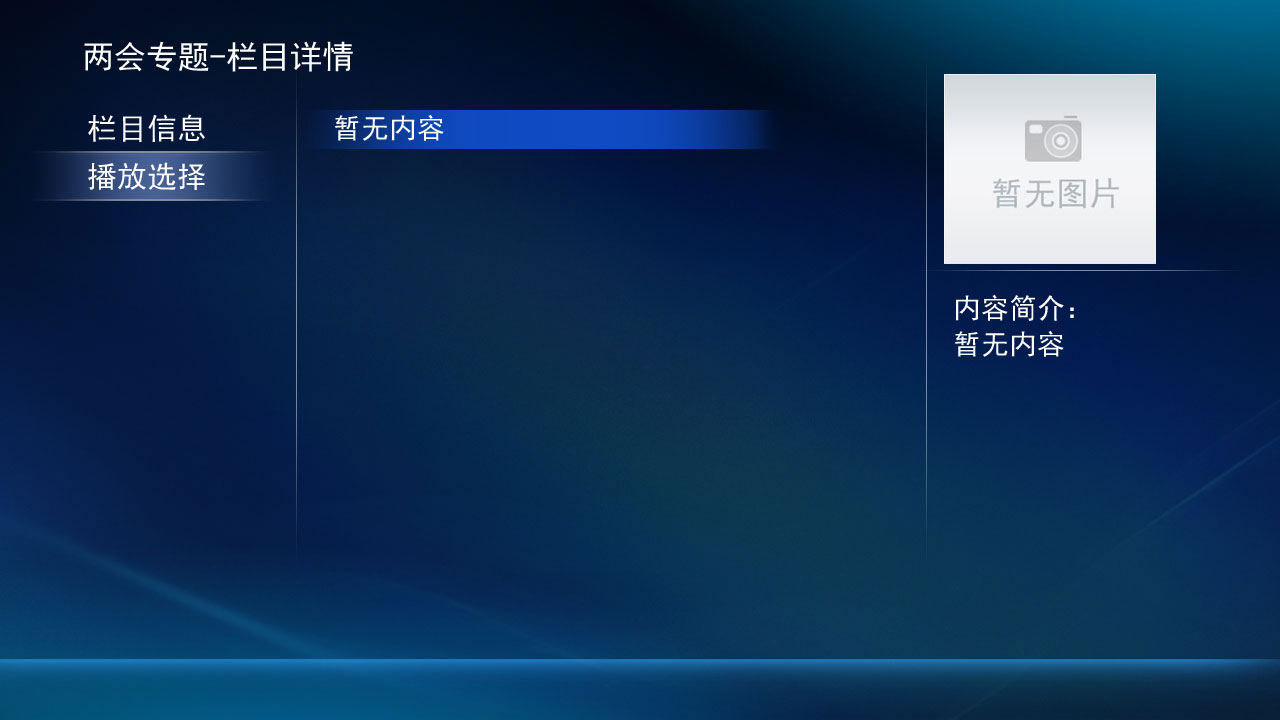 两会专题-栏目详情
栏目信息
播放选择
暂无内容
暂无图片
内容简介：
暂无内容